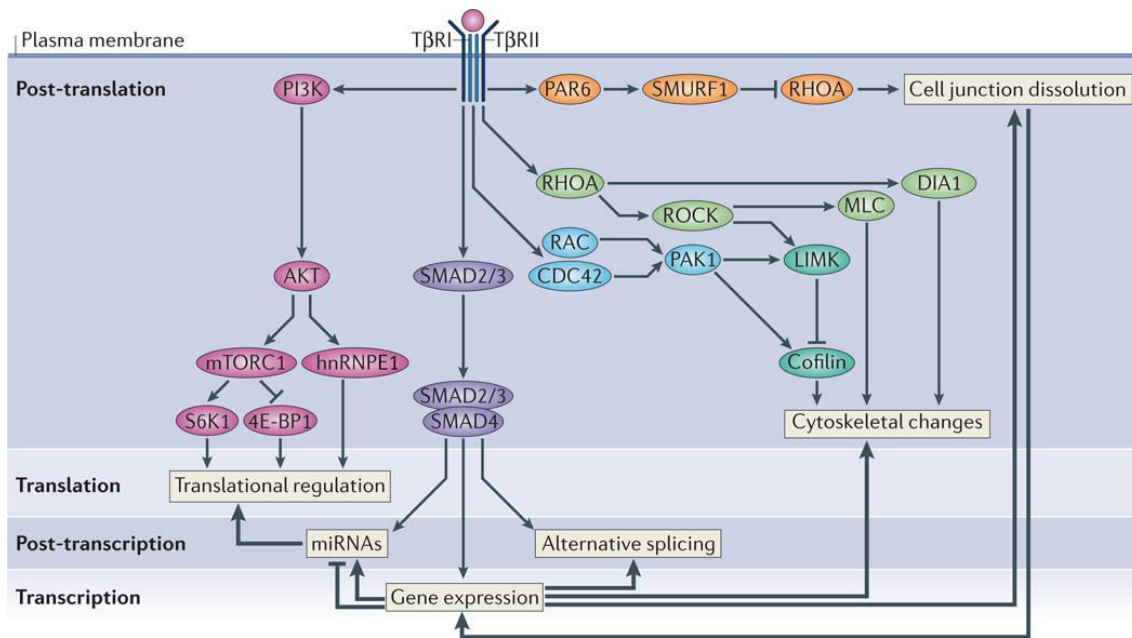 Plasma membrane
TβRI
TβRII
Post-translation
PI3K
PAR6
SMURF1
RHOA
Cell junction dissolution
RHOA
DIA1
ROCK
MLC
RAC
CDC42
PAK1
LIMK
AKT
SMAD2/3
mTORC1
hnRNPE1
Cofilin
SMAD2/3
SMAD4
S6K1
4E-BP1
Cytoskeletal changes
Translation
Translational regulation
Post-transcription
miRNAs
Alternative splicing
Transcription
Gene expression